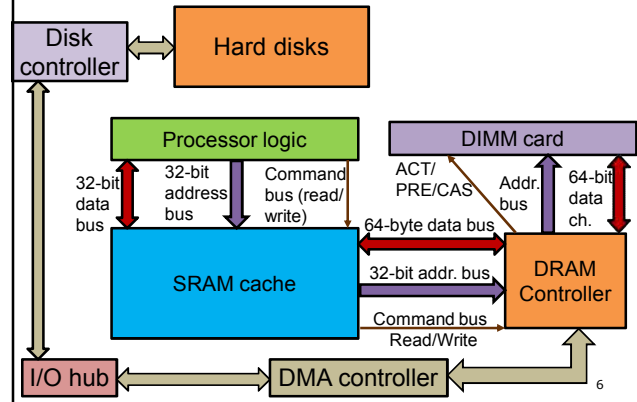 Disk
controller
Hard disks
Processor logic
DIMM card
32-bit
data
bus
32-bit
address
bus
Command
bus (read/
write)
ACT/
PRE/CAS
Addr.
bus
64-bit
data
ch.
64-byte data bus
SRAM cache
32-bit addr. bus
DRAM
Controller
Command bus
Read/Write
I/O hub
DMA controller
6